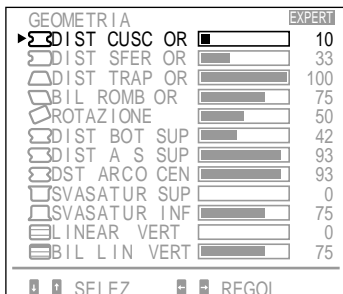 GEOMETRIA EXPERT
DIST CUSC OR 10
DIST SFER OR 33
DIST TRAP OR 100
BIL ROMB OR 75
ROTAZIONE 50
DIST BOT SUP 42
DIST A S SUP 93
DST ARCO CEN 93
SVASATUR SUP 0
SVASATUR INF 75
LINEAR VERT 0
BIL LIN VERT 75
SELEZ REGOL